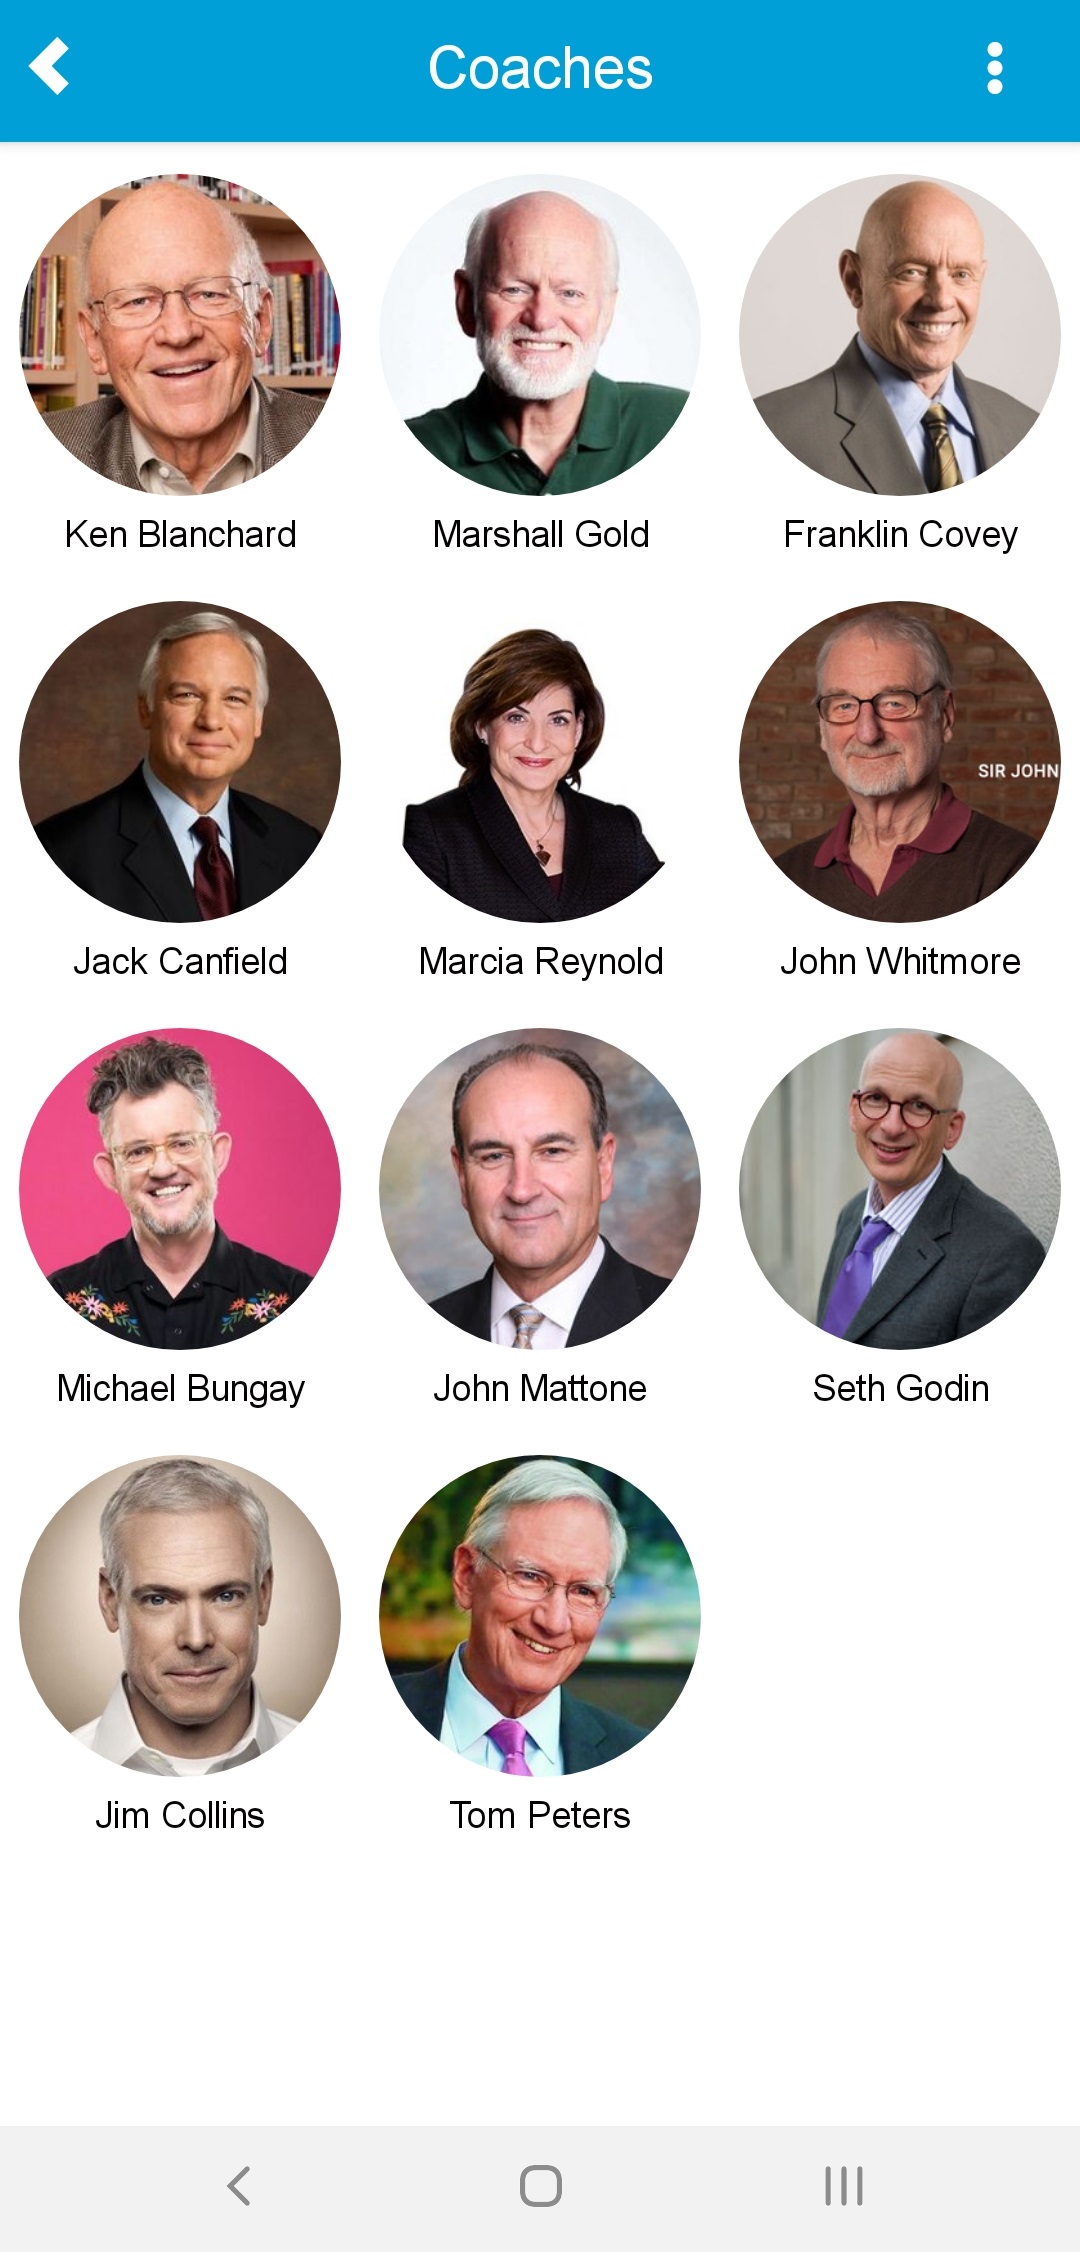 Coaches
Ken Blanchard
Marshall Gold
Franklin Covey
SIR JOHN
Jack Canfield
Marcia Reynold
John Whitmore
Michael Bungay
John Mattone
Seth Godin
Jim Collins
Tom Peters